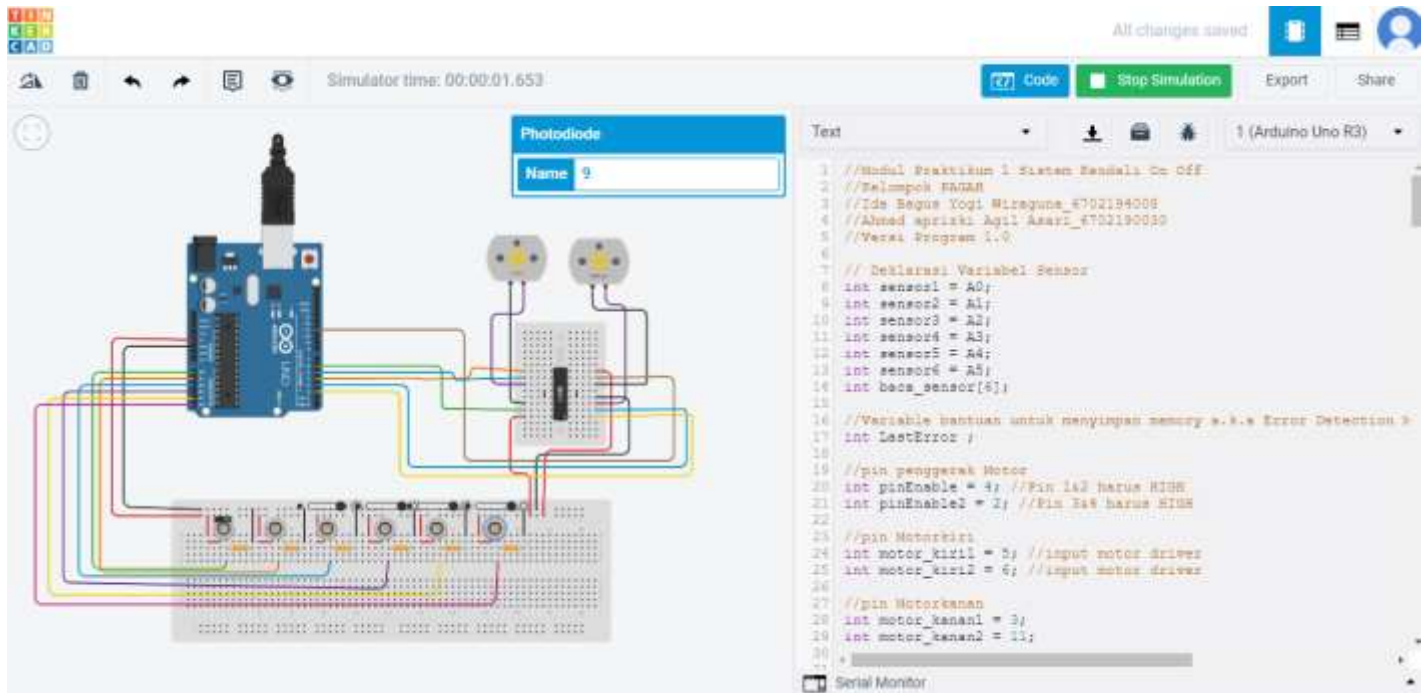 TIN
KER
CAD
All changes saved
Simulator time: 00:00:01.653
Code
Stop Simulation
Export
Share
Photodiode
Name 9
Text
1 (Arduino Uno R3)
1 //Modul Praktikum 1 Sistem Kendali On Off
2 //Kelompok
3 //Ida Bagus Yogi Wiraguna_6702194008
4 //Ahmad aprizki Agil Asari_6702190030
5 //Versi Program 1.0
6
7 // Deklarasi Variabel Sensor
8 int sensor1 = A0;
9 int sensor2 = A1;
10 int sensor3 = A2;
11 int sensor4 = A3;
12 int sensor5 = A4;
13 int sensor6 = A5;
14 int baca_sensor[6];
15
16 //Variable bantuan untuk menyimpan memory a.k.a Error Detection
17 int LastError ;
18
19 //pin penggerak Motor
20 int pinEnable = 4; //Pin 1&2 harus HIGH
21 int pinEnable2 = 2; //Pin 3&4 harus HIGH
22
23 //pin Motorkiri
24 int motor_kiri1 = 5; //input motor driver
25 int motor_kiri2 = 6; //input motor driver
26
27 //pin Motorkanan
28 int motor_kanan1 = 3;
29 int motor_kanan2 = 11;
30
Serial Monitor